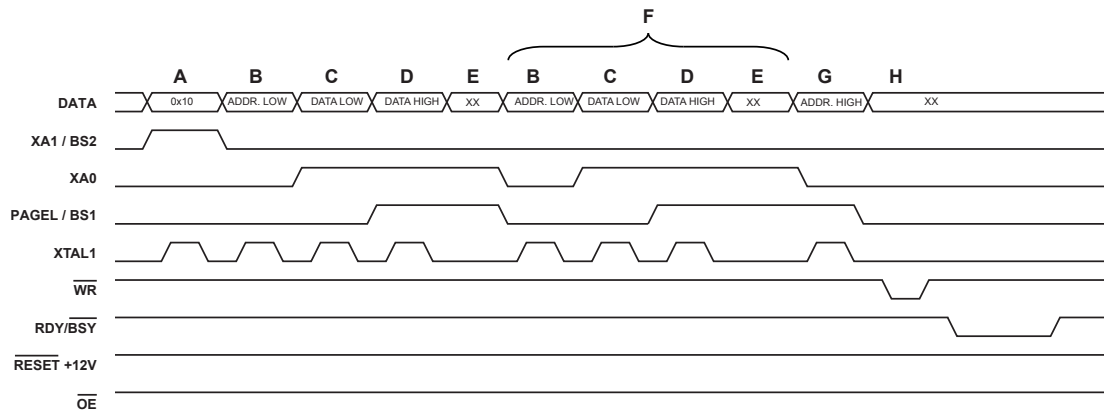 F
A B C D E B C D E G H
DATA 0x10 ADDR. LOW DATA LOW DATA HIGH XX ADDR. LOW DATA LOW DATA HIGH XX ADDR. HIGH XX
XA1 / BS2
XA0
PAGEL / BS1
XTAL1
WR
RDY/BSY
RESET +12V
OE